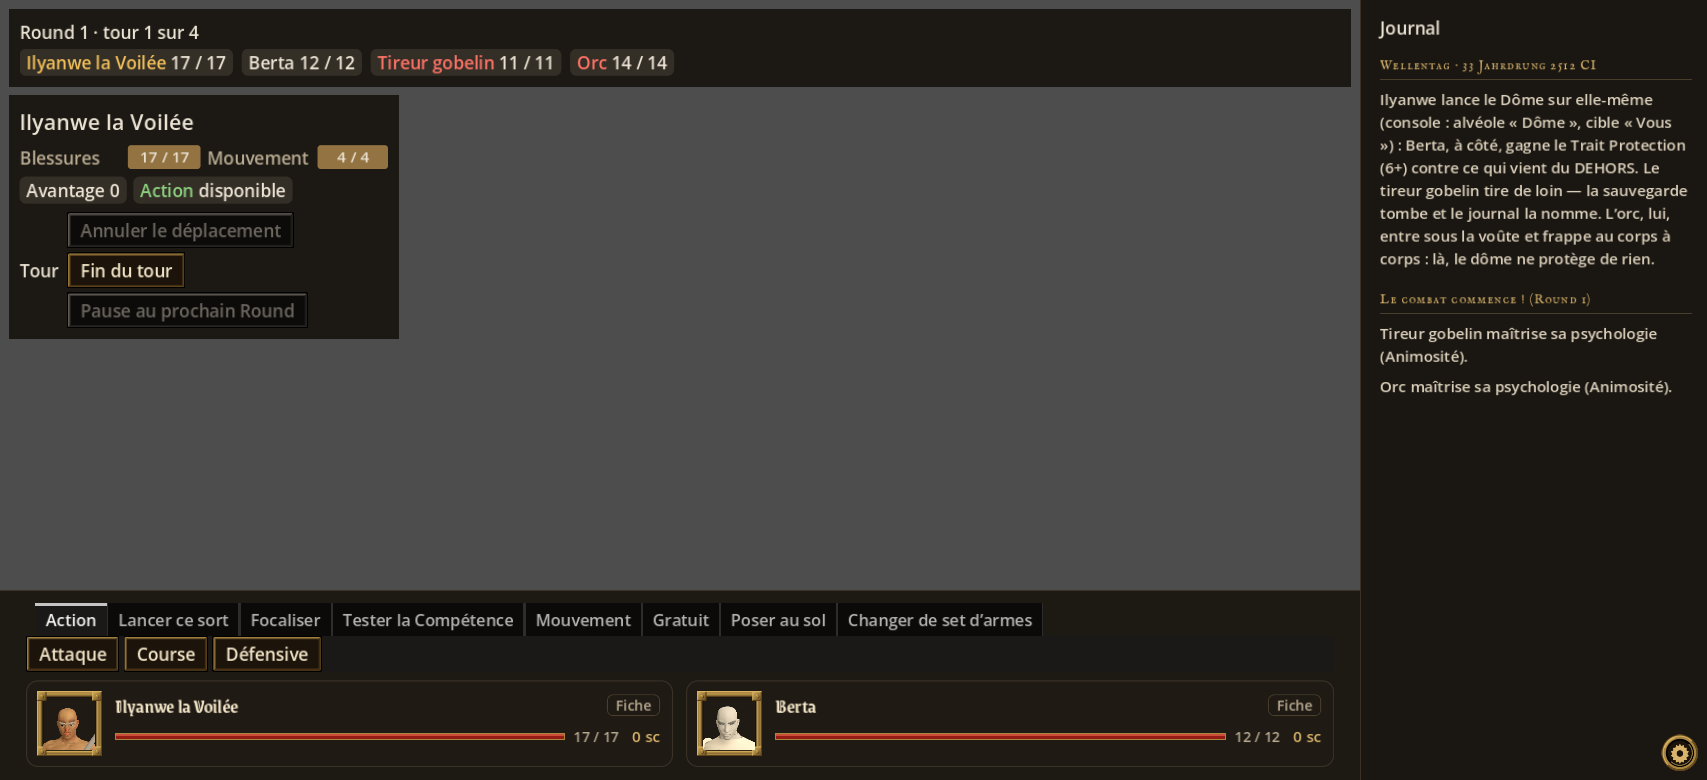 Round 1 · tour 1 sur 4
Ilyanwe la Voilée 17 / 17 Berta 12 / 12 Tireur gobelin 11 / 11 Orc 14 / 14
Ilyanwe la Voilée
Blessures 17 / 17 Mouvement 4 / 4
Avantage 0 Action disponible
Annuler le déplacement
Tour Fin du tour
Pause au prochain Round
Action Lancer ce sort Focaliser Tester la Compétence Mouvement Gratuit Poser au sol Changer de set d’armes
Attaque Course Défensive
Ilyanwe la Voilée Fiche
17 / 17 0 sc
Berta Fiche
12 / 12 0 sc
Journal
Wellentag · 33 Jahrdrung 2512 CI
Ilyanwe lance le Dôme sur elle-même
(console : alvéole « Dôme », cible « Vous
») : Berta, à côté, gagne le Trait Protection
(6+) contre ce qui vient du DEHORS. Le
tireur gobelin tire de loin — la sauvegarde
tombe et le journal la nomme. L’orc, lui,
entre sous la voûte et frappe au corps à
corps : là, le dôme ne protège de rien.
Le combat commence ! (Round 1)
Tireur gobelin maîtrise sa psychologie
(Animosité).
Orc maîtrise sa psychologie (Animosité).